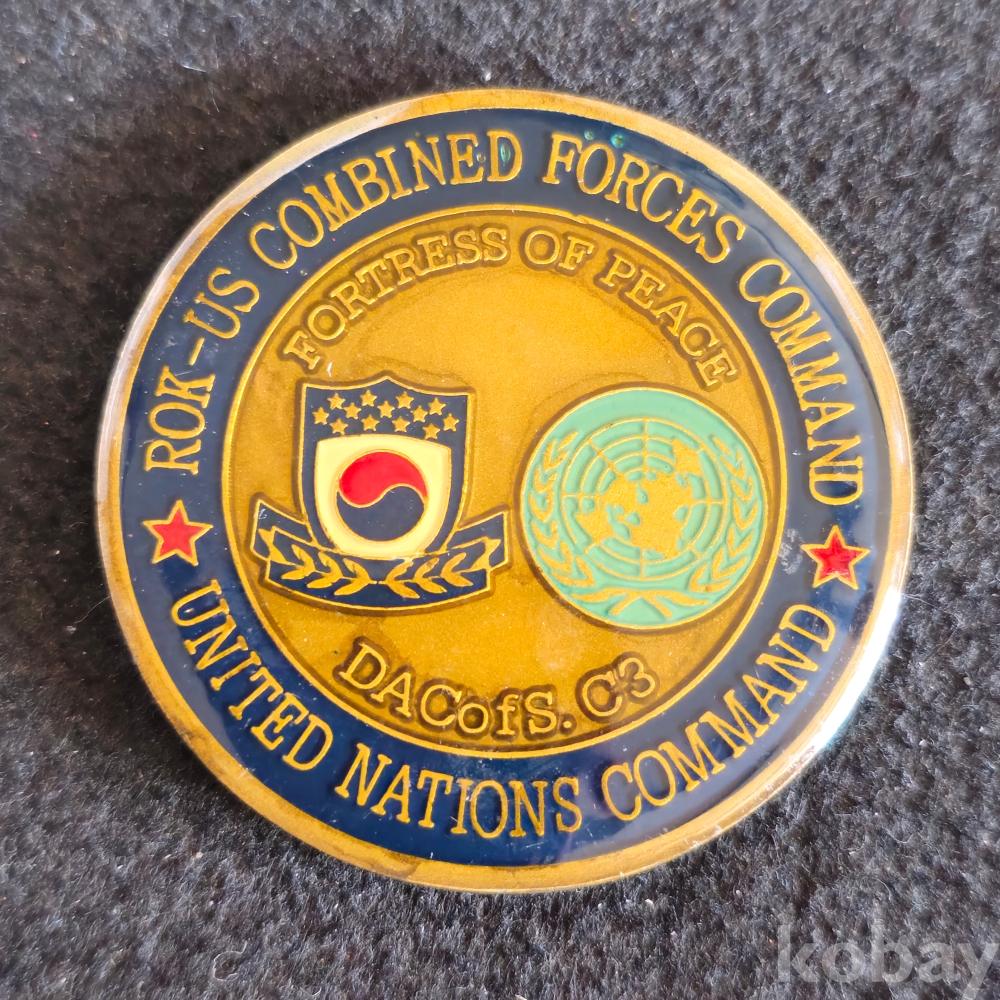 ROK-US COMBINED FORCES COMMAND
FORTRESS OF PEACE
DACofS. C3
UNITED NATIONS COMMAND
kobay